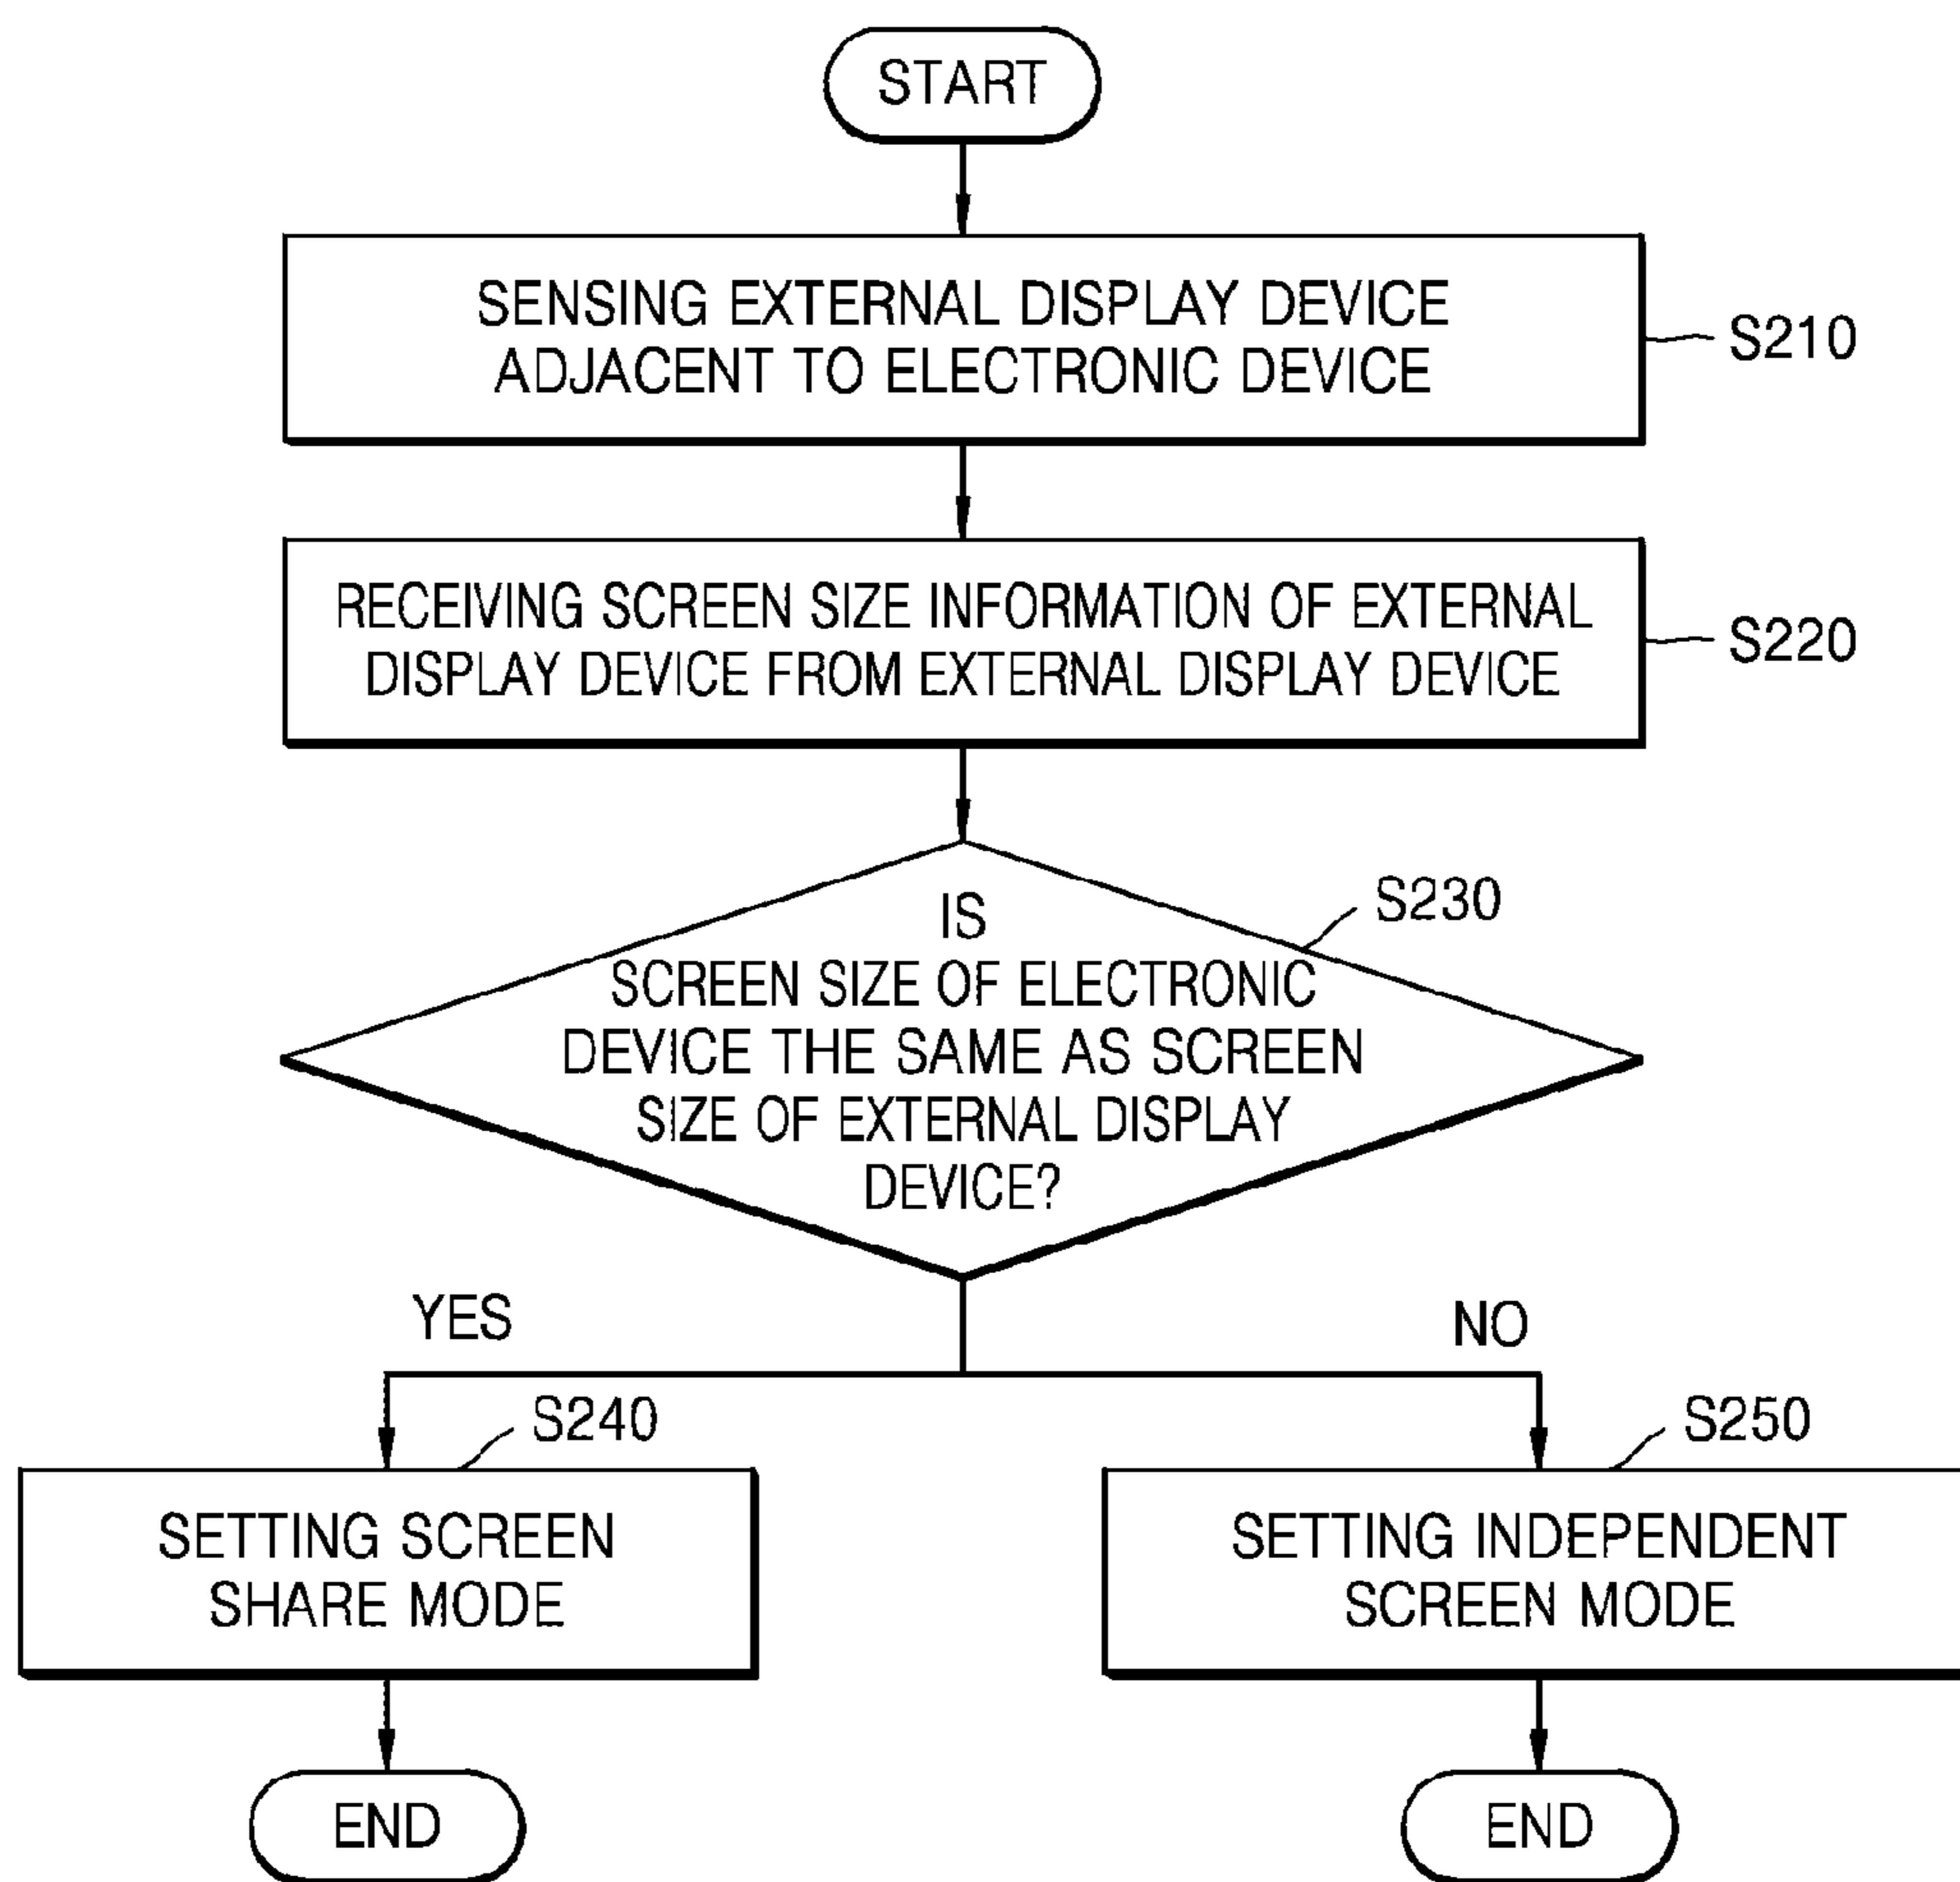 START
SENSING EXTERNAL DISPLAY DEVICE
ADJACENT TO ELECTRONIC DEVICE
S210
RECEIVING SCREEN SIZE INFORMATION OF EXTERNAL
DISPLAY DEVICE FROM EXTERNAL DISPLAY DEVICE
S220
S230
IS
SCREEN SIZE OF ELECTRONIC
DEVICE THE SAME AS SCREEN
SIZE OF EXTERNAL DISPLAY
DEVICE?
YES
NO
S240
SETTING SCREEN
SHARE MODE
S250
SETTING INDEPENDENT
SCREEN MODE
END
END